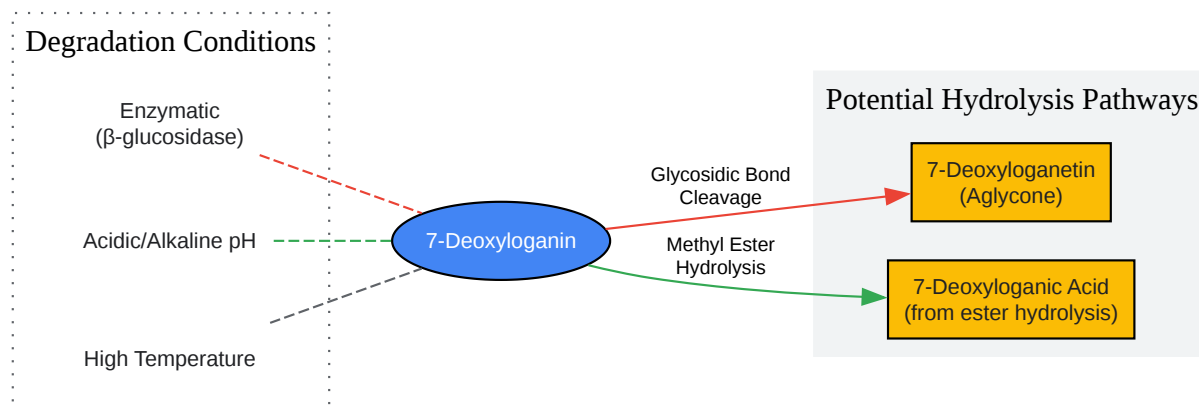 Degradation Conditions
Enzymatic
(β-glucosidase)
Acidic/Alkaline pH
High Temperature
7-Deoxyloganin
Glycosidic Bond
Cleavage
Methyl Ester
Hydrolysis
Potential Hydrolysis Pathways
7-Deoxyloganetin
(Aglycone)
7-Deoxyloganic Acid
(from ester hydrolysis)